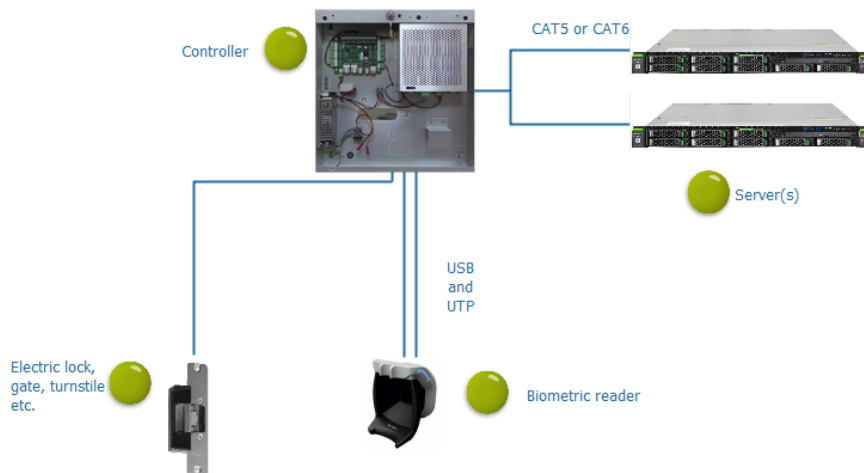 CAT5 or CAT6
Controller
Server(s)
USB
and
UTP
Electric lock,
gate, turnstile
etc.
Biometric reader